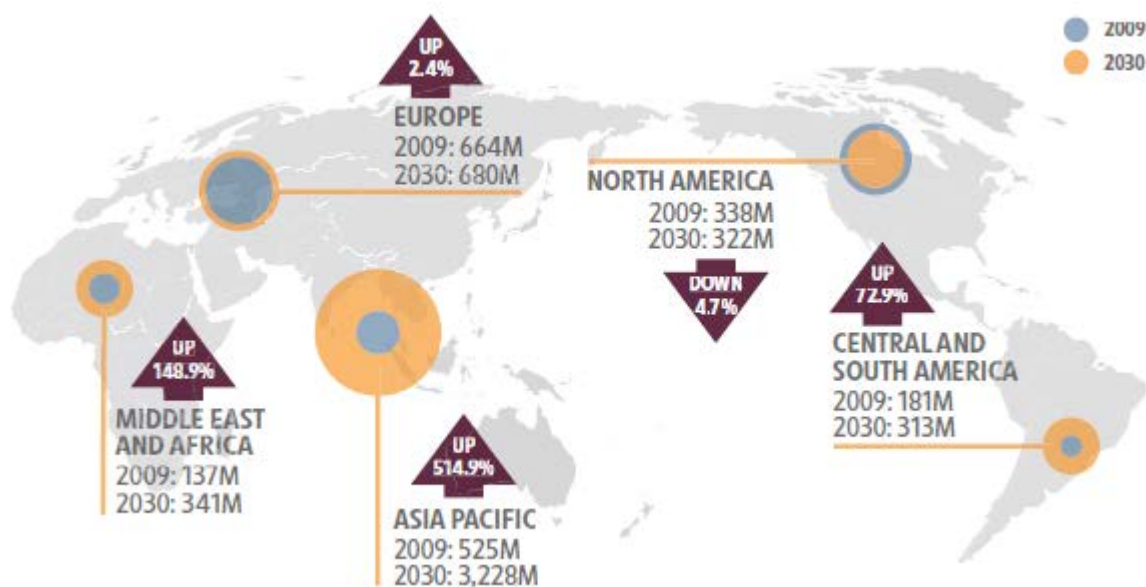 2009
2030
UP
2.4%
EUROPE
2009: 664M
2030: 680M
NORTH AMERICA
2009: 338M
2030: 322M
DOWN
4.7%
UP
72.9%
CENTRAL AND
SOUTH AMERICA
2009: 181M
2030: 313M
UP
148.9%
MIDDLE EAST
AND AFRICA
2009: 137M
2030: 341M
UP
514.9%
ASIA PACIFIC
2009: 525M
2030: 3,228M